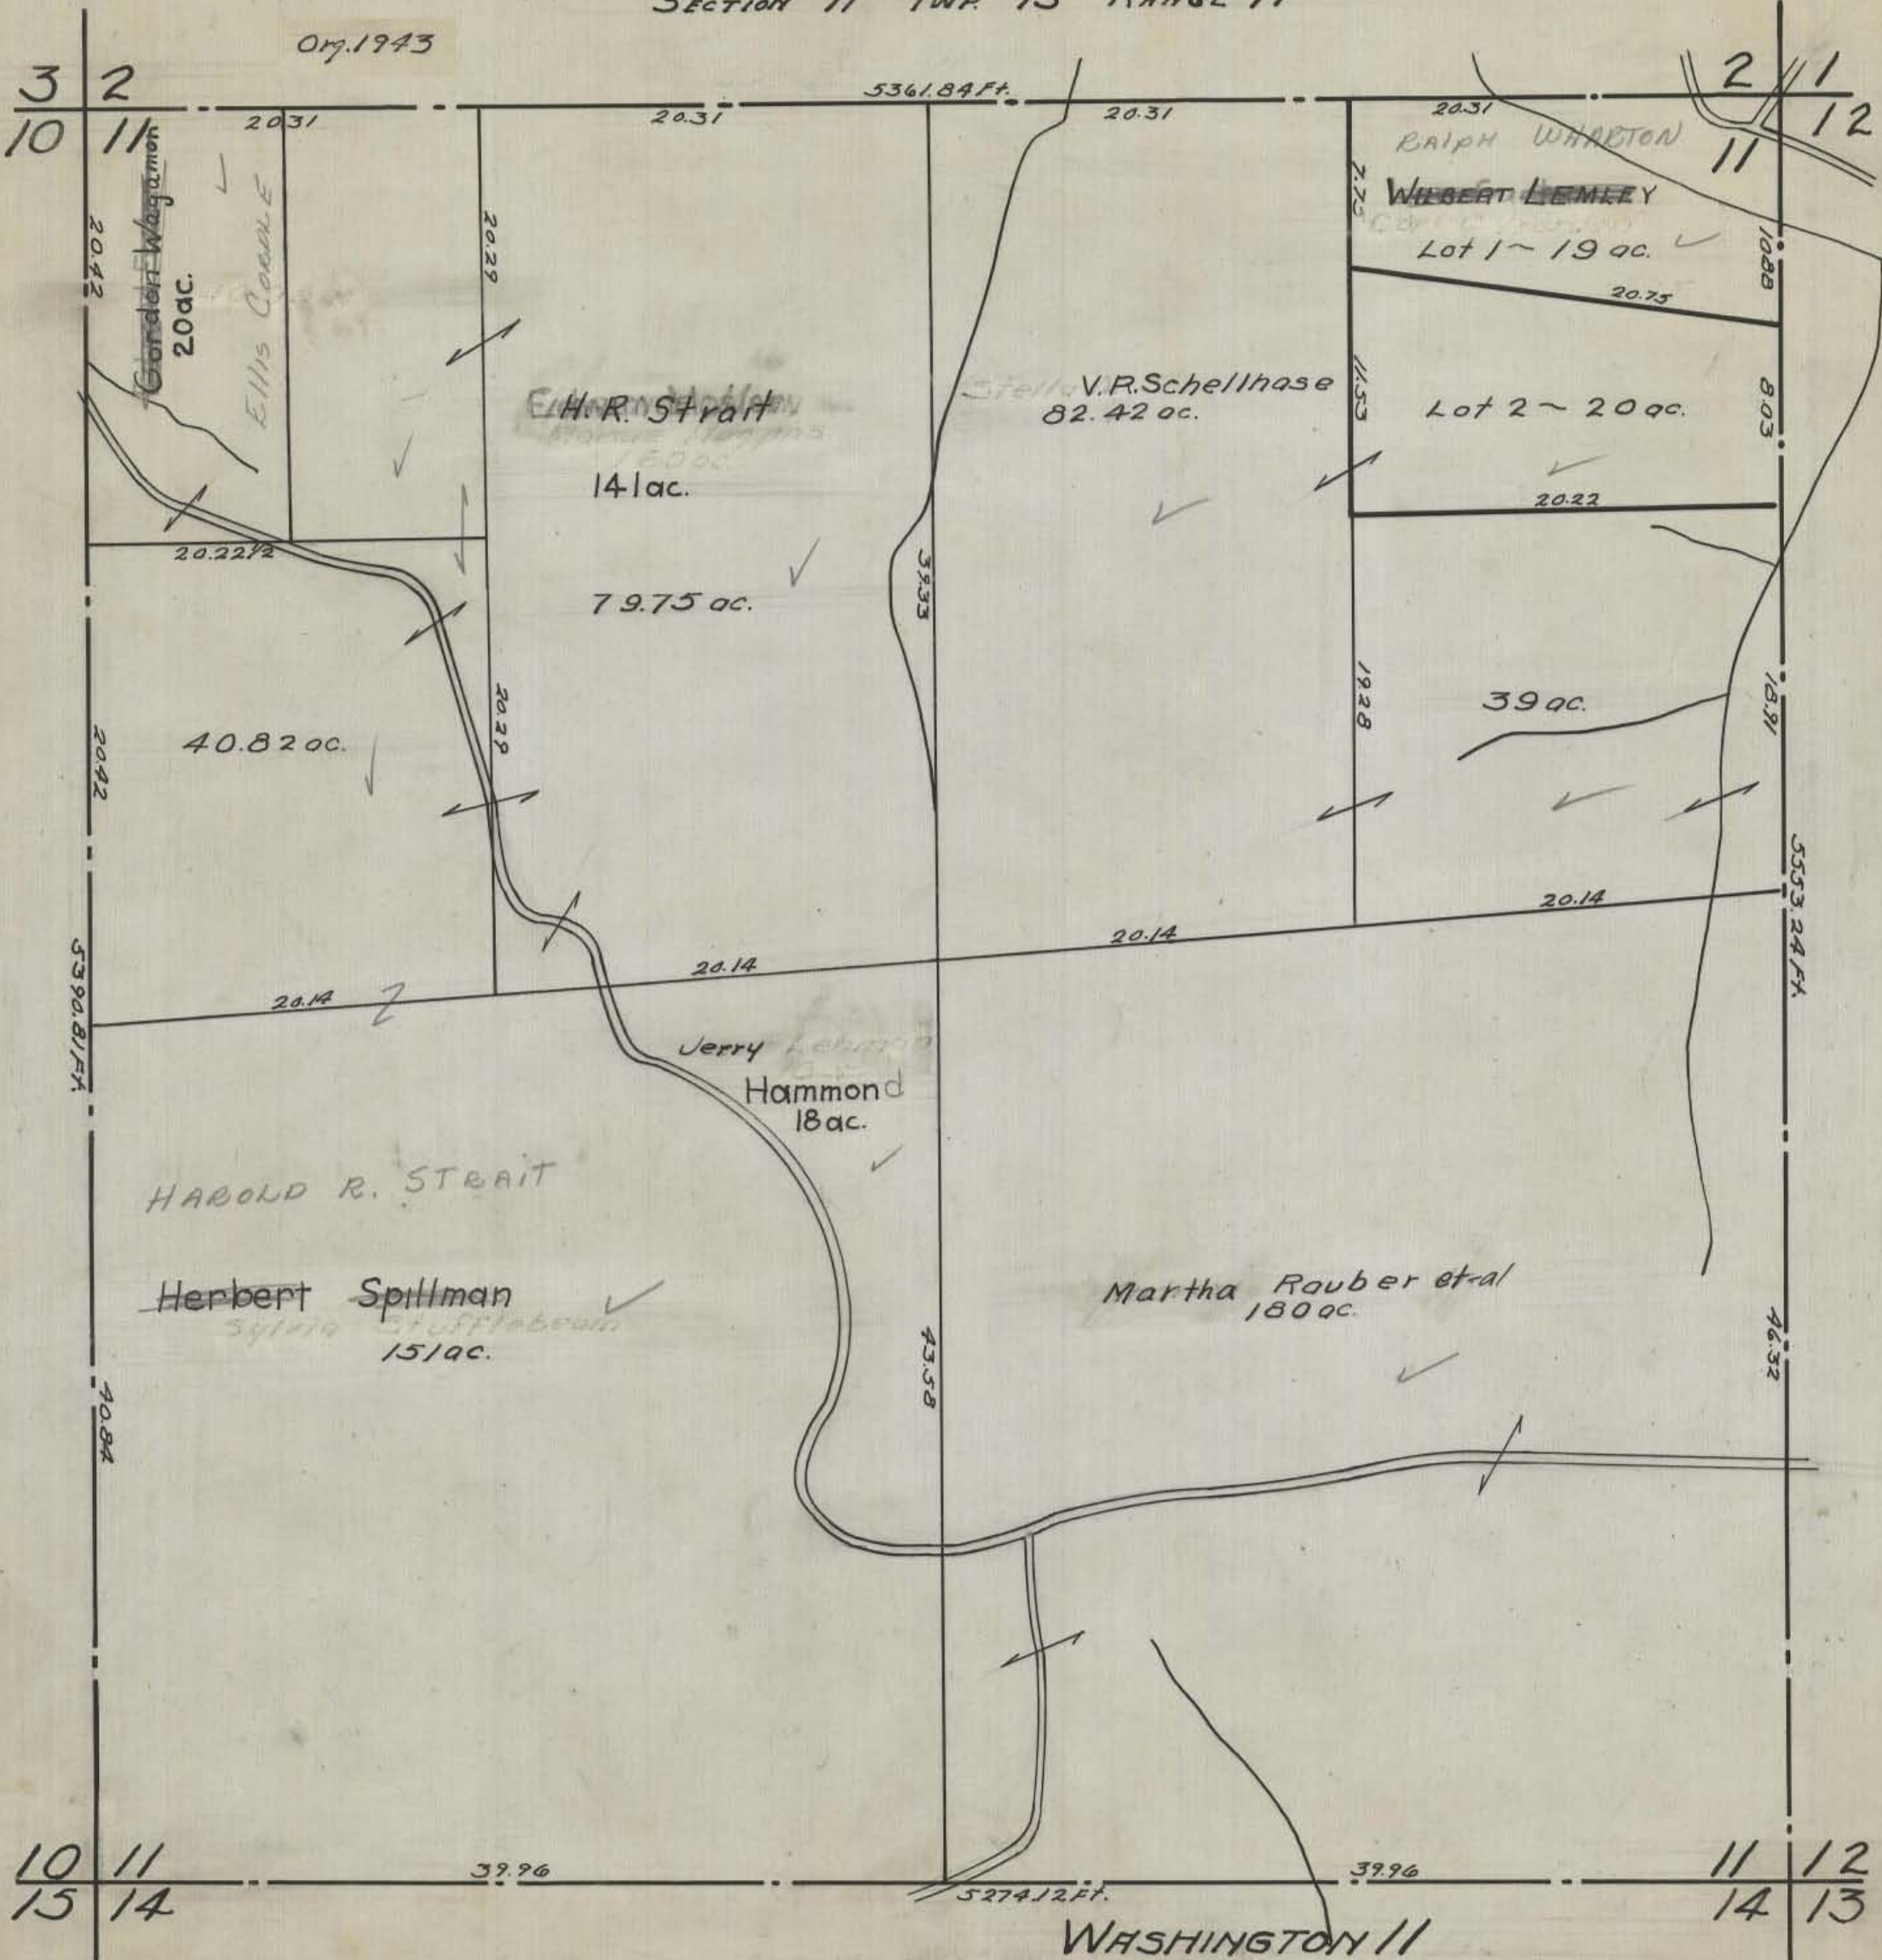 SECTION 11 TWP. 15 RANGE 17
Org. 1943
3 2
10 11
2 1
11 12
5361.84 Ft.
20.31
20.31
20.31
20.31
Gordon Wagamon
20 ac.
Ellis CORDLE
20.42
20.29
H. R. Strait
141 ac.
79.75 ac.
39.33
V. R. Schellhase
82.42 ac.
RALPH WHARTON
WILBERT LEMLEY
Lot 1 ~ 19 ac.
7.75
10.88
20.75
11.53
Lot 2 ~ 20 ac.
8.03
20.22
20.22 1/2
20.42
40.82 ac.
20.29
19.28
39 ac.
18.91
5390.81 Ft.
5553.24 Ft.
20.14
20.14
20.14
20.14
Jerry Lehman
Hammond
18 ac.
HAROLD R. STRAIT
Herbert Spillman
Sylvia Stufflebeam
151 ac.
40.84
43.58
Martha Rauber et-al
180 ac.
46.32
10 11
15 14
39.96
5274.12 Ft.
39.96
11 12
14 13
WASHINGTON 11